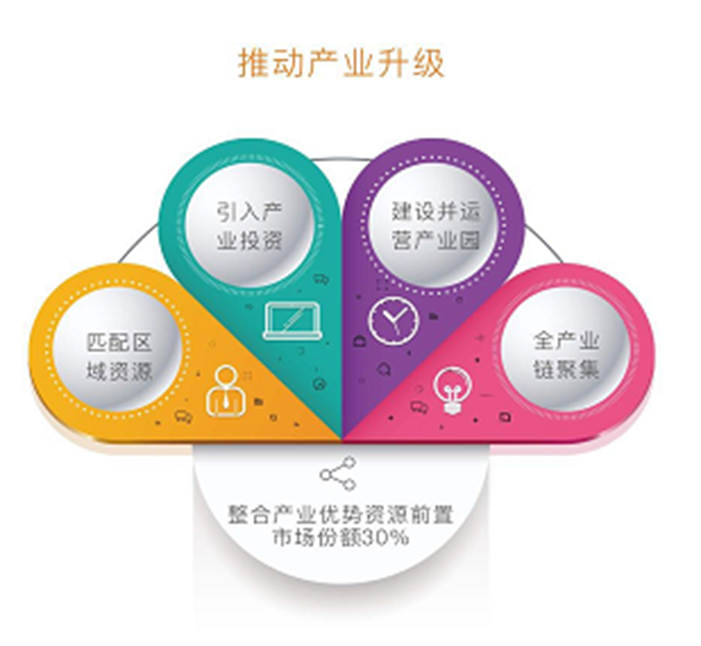 推动产业升级
引入产
业投资
建设并运
营产业园
匹配区
域资源
全产业
链聚集
整合产业优势资源前置
市场份额30%